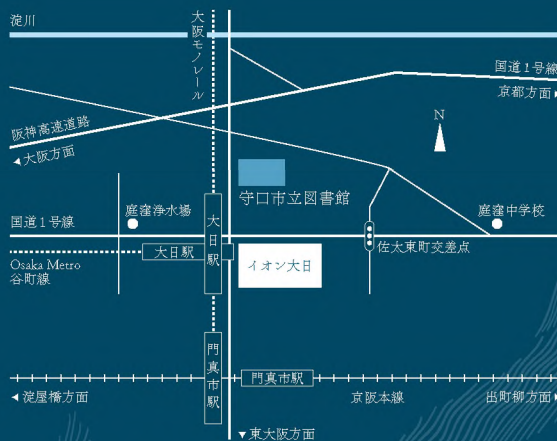 淀川
大阪モノレール
国道1号線
京都方面▶
阪神高速道路
◀大阪方面
N
守口市立図書館
庭窪浄水場
庭窪中学校
国道1号線
大日駅
大日駅
イオン大日
佐太東町交差点
Osaka Metro
谷町線
門真市駅
門真市駅
◀淀屋橋方面
京阪本線
出町柳方面▶
▼東大阪方面